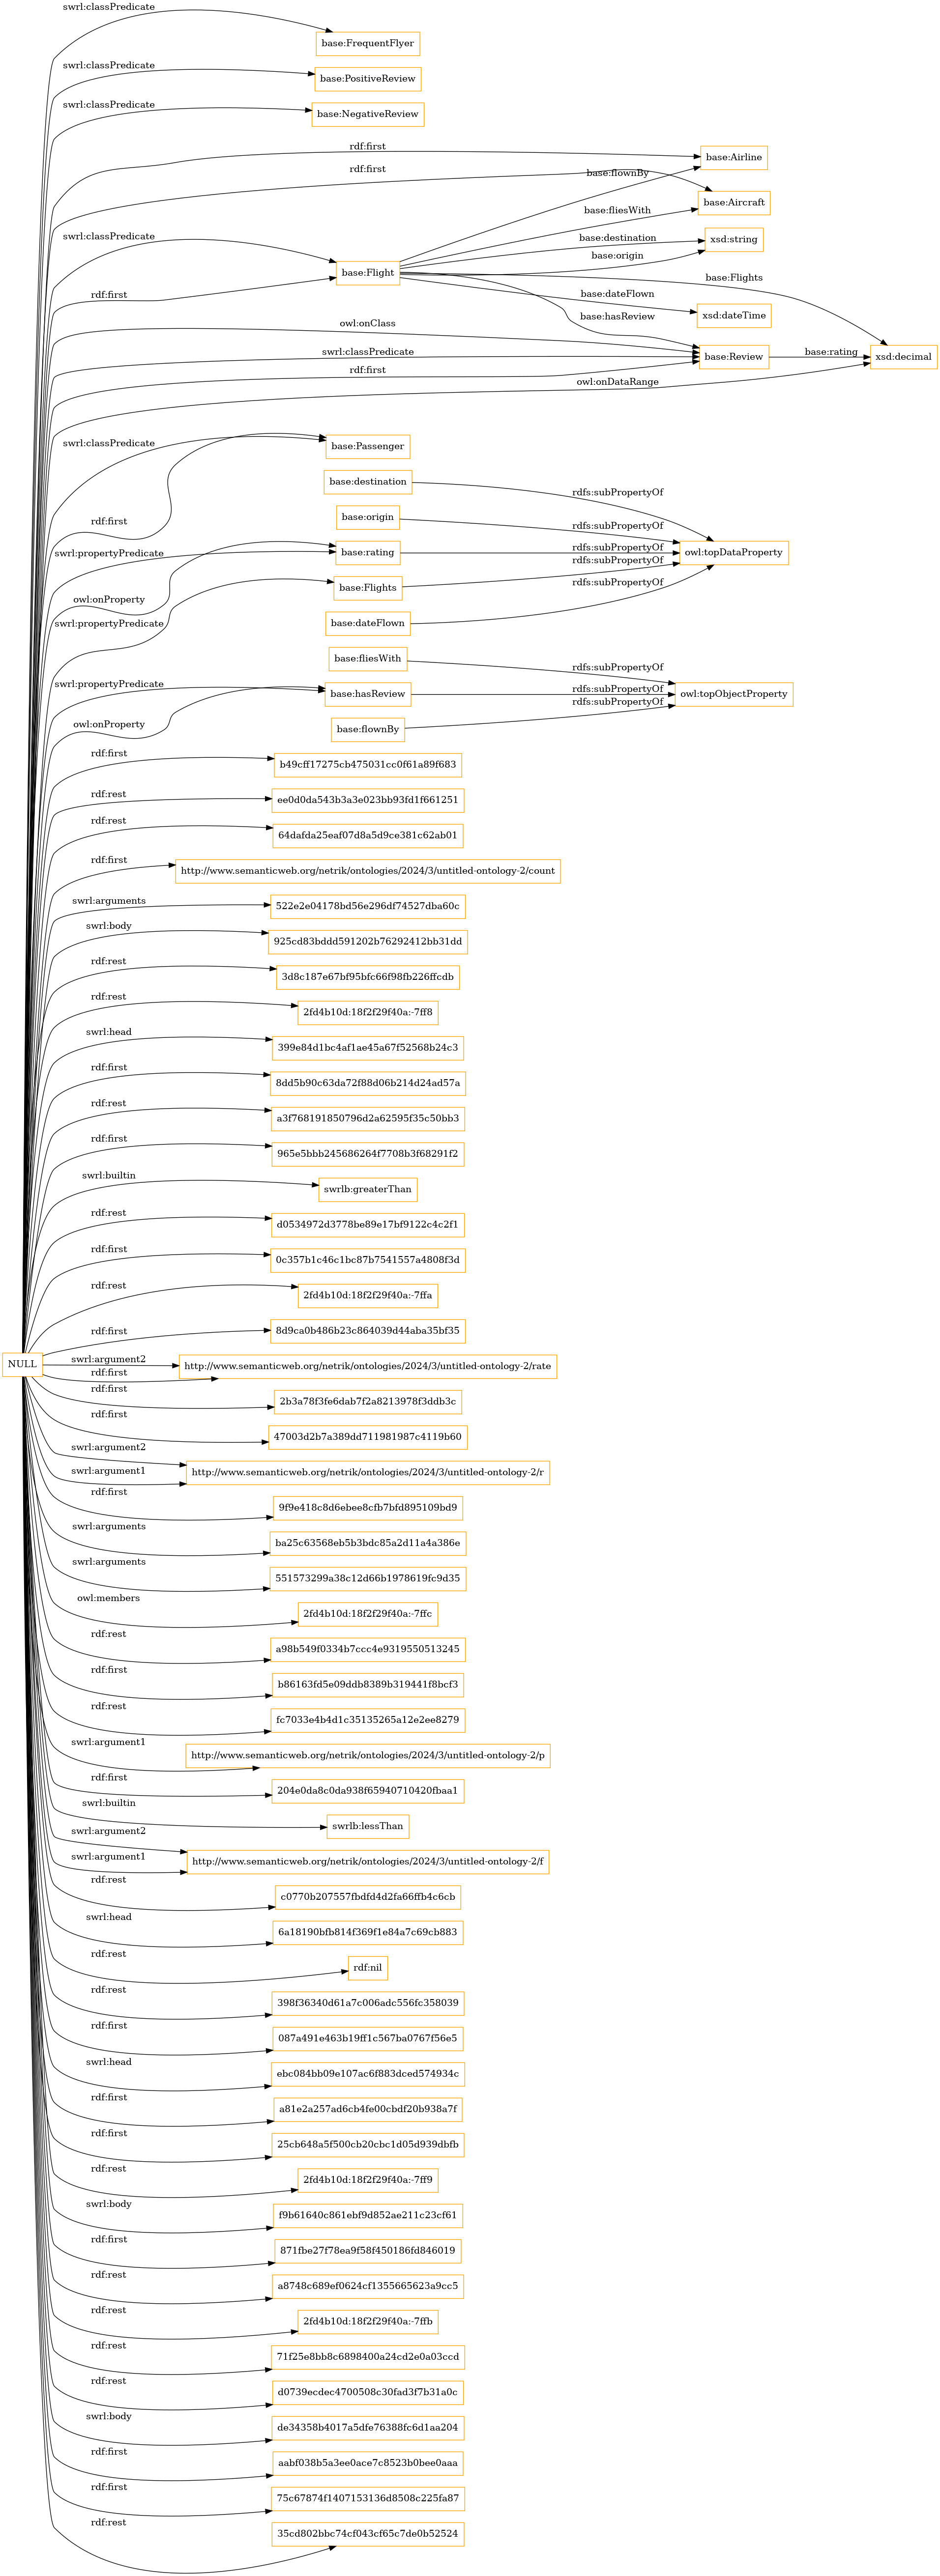 swrl:classPredicate
base:FrequentFlyer
swrl:classPredicate
base:PositiveReview
swrl:classPredicate
base:NegativeReview
rdf:first
base:Airline
rdf:first
base:flownBy
base:Aircraft
base:fliesWith
swrl:classPredicate
base:destination
xsd:string
base:origin
base:Flight
base:Flights
rdf:first
base:dateFlown
xsd:dateTime
base:hasReview
owl:onClass
swrl:classPredicate
base:Review
base:rating
xsd:decimal
rdf:first
owl:onDataRange
swrl:classPredicate
base:Passenger
base:destination
rdfs:subPropertyOf
rdf:first
base:origin
rdfs:subPropertyOf
swrl:propertyPredicate
base:rating
rdfs:subPropertyOf
owl:topDataProperty
rdfs:subPropertyOf
base:Flights
rdfs:subPropertyOf
owl:onProperty
swrl:propertyPredicate
base:dateFlown
base:fliesWith
rdfs:subPropertyOf
swrl:propertyPredicate
base:hasReview
rdfs:subPropertyOf
owl:topObjectProperty
rdfs:subPropertyOf
owl:onProperty
base:flownBy
rdf:first
b49cff17275cb475031cc0f61a89f683
rdf:rest
ee0d0da543b3a3e023bb93fd1f661251
rdf:rest
64dafda25eaf07d8a5d9ce381c62ab01
rdf:first
http://www.semanticweb.org/netrik/ontologies/2024/3/untitled-ontology-2/count
swrl:arguments
522e2e04178bd56e296df74527dba60c
swrl:body
925cd83bddd591202b76292412bb31dd
rdf:rest
3d8c187e67bf95bfc66f98fb226ffcdb
rdf:rest
2fd4b10d:18f2f29f40a:-7ff8
swrl:head
399e84d1bc4af1ae45a67f52568b24c3
rdf:first
8dd5b90c63da72f88d06b214d24ad57a
rdf:rest
a3f768191850796d2a62595f35c50bb3
rdf:first
965e5bbb245686264f7708b3f68291f2
swrl:builtin
swrlb:greaterThan
rdf:rest
d0534972d3778be89e17bf9122c4c2f1
rdf:first
0c357b1c46c1bc87b7541557a4808f3d
rdf:rest
2fd4b10d:18f2f29f40a:-7ffa
rdf:first
8d9ca0b486b23c864039d44aba35bf35
NULL
swrl:argument2
http://www.semanticweb.org/netrik/ontologies/2024/3/untitled-ontology-2/rate
rdf:first
rdf:first
2b3a78f3fe6dab7f2a8213978f3ddb3c
rdf:first
47003d2b7a389dd711981987c4119b60
swrl:argument2
http://www.semanticweb.org/netrik/ontologies/2024/3/untitled-ontology-2/r
swrl:argument1
rdf:first
9f9e418c8d6ebee8cfb7bfd895109bd9
swrl:arguments
ba25c63568eb5b3bdc85a2d11a4a386e
swrl:arguments
551573299a38c12d66b1978619fc9d35
owl:members
2fd4b10d:18f2f29f40a:-7ffc
rdf:rest
a98b549f0334b7ccc4e9319550513245
rdf:first
b86163fd5e09ddb8389b319441f8bcf3
rdf:rest
fc7033e4b4d1c35135265a12e2ee8279
swrl:argument1
http://www.semanticweb.org/netrik/ontologies/2024/3/untitled-ontology-2/p
rdf:first
204e0da8c0da938f65940710420fbaa1
swrl:builtin
swrlb:lessThan
swrl:argument2
http://www.semanticweb.org/netrik/ontologies/2024/3/untitled-ontology-2/f
swrl:argument1
rdf:rest
c0770b207557fbdfd4d2fa66ffb4c6cb
swrl:head
6a18190bfb814f369f1e84a7c69cb883
rdf:rest
rdf:nil
rdf:rest
398f36340d61a7c006adc556fc358039
rdf:first
087a491e463b19ff1c567ba0767f56e5
swrl:head
ebc084bb09e107ac6f883dced574934c
rdf:first
a81e2a257ad6cb4fe00cbdf20b938a7f
rdf:first
25cb648a5f500cb20cbc1d05d939dbfb
rdf:rest
2fd4b10d:18f2f29f40a:-7ff9
swrl:body
f9b61640c861ebf9d852ae211c23cf61
rdf:first
871fbe27f78ea9f58f450186fd846019
rdf:rest
a8748c689ef0624cf1355665623a9cc5
rdf:rest
2fd4b10d:18f2f29f40a:-7ffb
rdf:rest
71f25e8bb8c6898400a24cd2e0a03ccd
rdf:rest
d0739ecdec4700508c30fad3f7b31a0c
swrl:body
de34358b4017a5dfe76388fc6d1aa204
rdf:first
aabf038b5a3ee0ace7c8523b0bee0aaa
rdf:first
75c67874f1407153136d8508c225fa87
rdf:rest
35cd802bbc74cf043cf65c7de0b52524